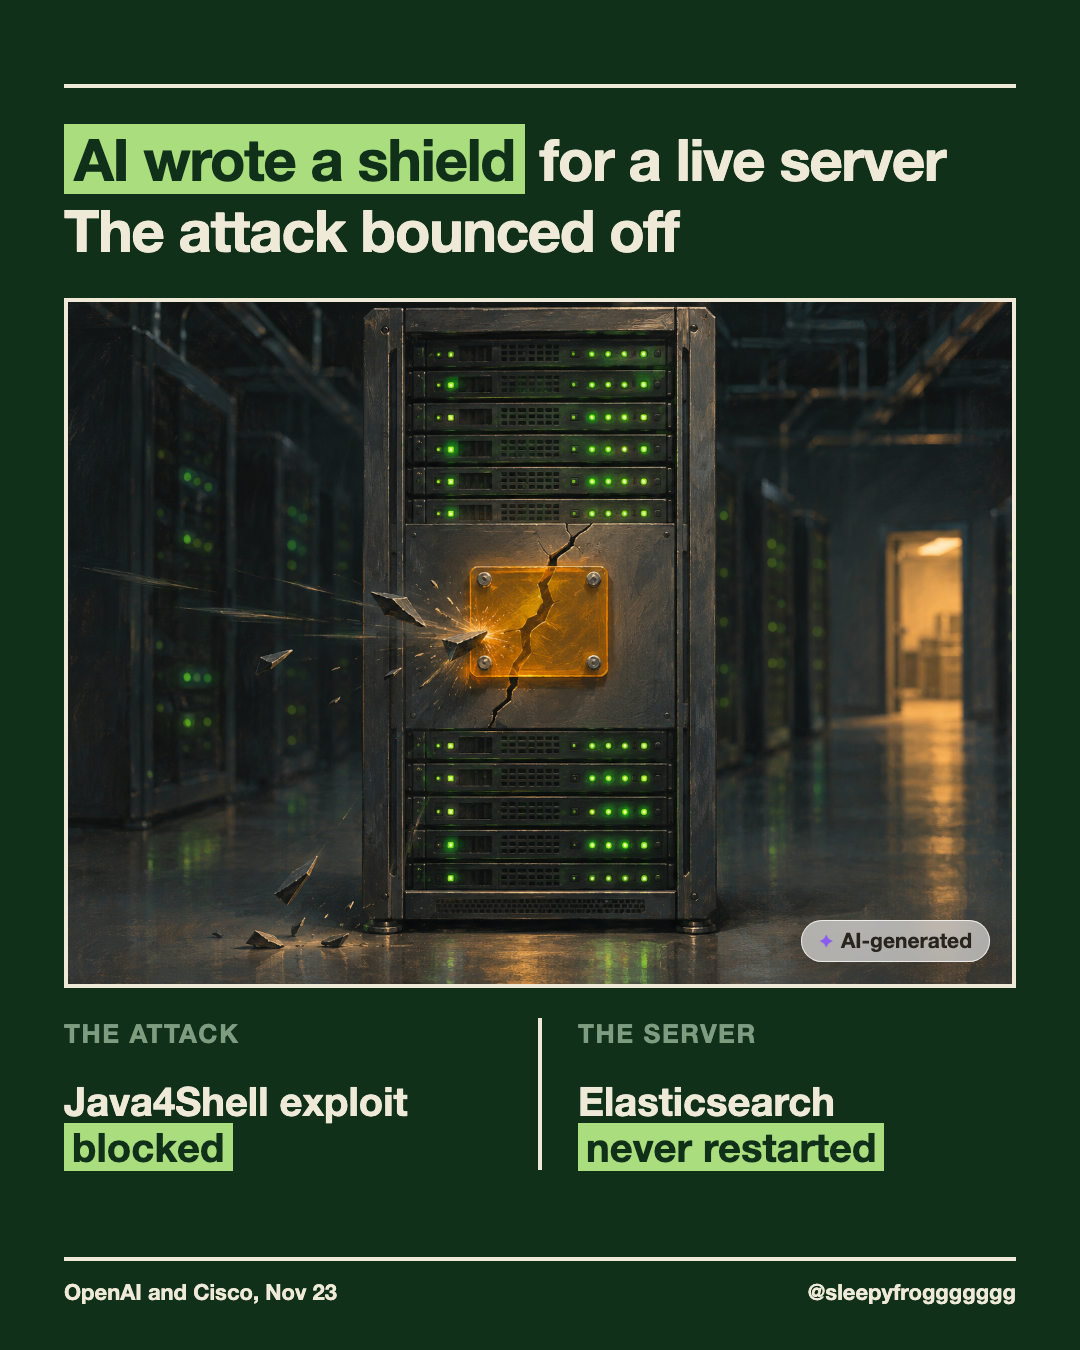 AI wrote a shield for a live server
The attack bounced off
AI-generated
THE ATTACK
Java4Shell exploit
blocked
THE SERVER
Elasticsearch
never restarted
OpenAI and Cisco, Nov 23
@sleepyfrogggggggg